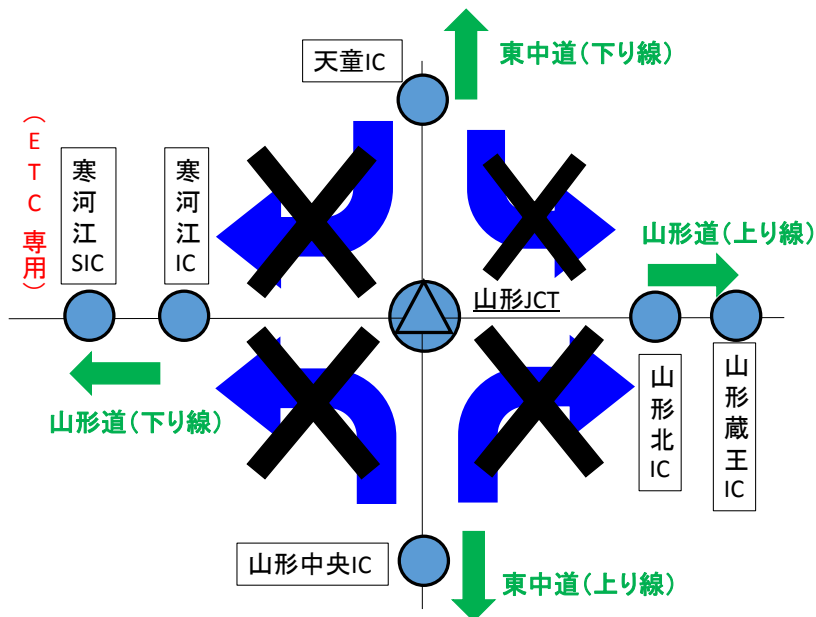 天童IC
東中道(下り線)
(ETC専用)
寒河江SIC
寒河江IC
山形道(上り線)
山形JCT
山形道(下り線)
山形北IC
山形蔵王IC
山形中央IC
東中道(上り線)